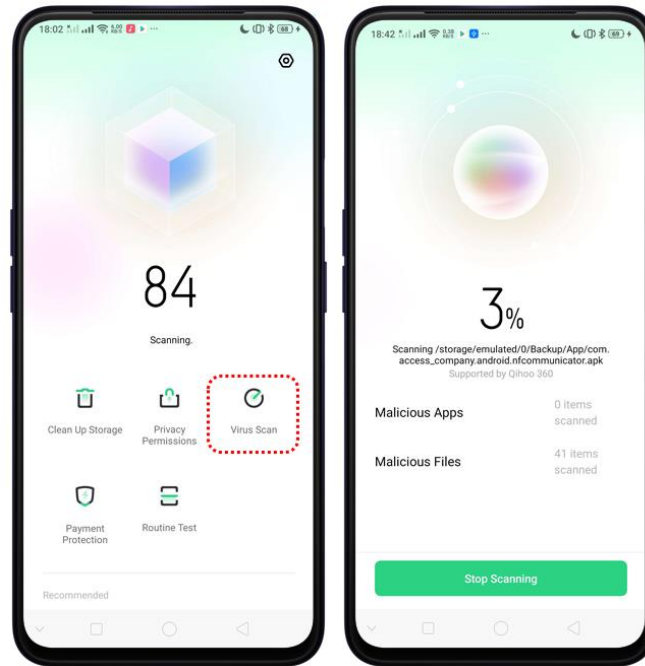 18:02
68
84
Scanning.
Clean Up Storage
Privacy
Permissions
Virus Scan
Payment
Protection
Routine Test
Recommended
18:42
69
3%
Scanning /storage/emulated/0/Backup/App/com.
access_company.android.nfcommunicator.apk
Supported by Qihoo 360
Malicious Apps
0 items
scanned
Malicious Files
41 items
scanned
Stop Scanning